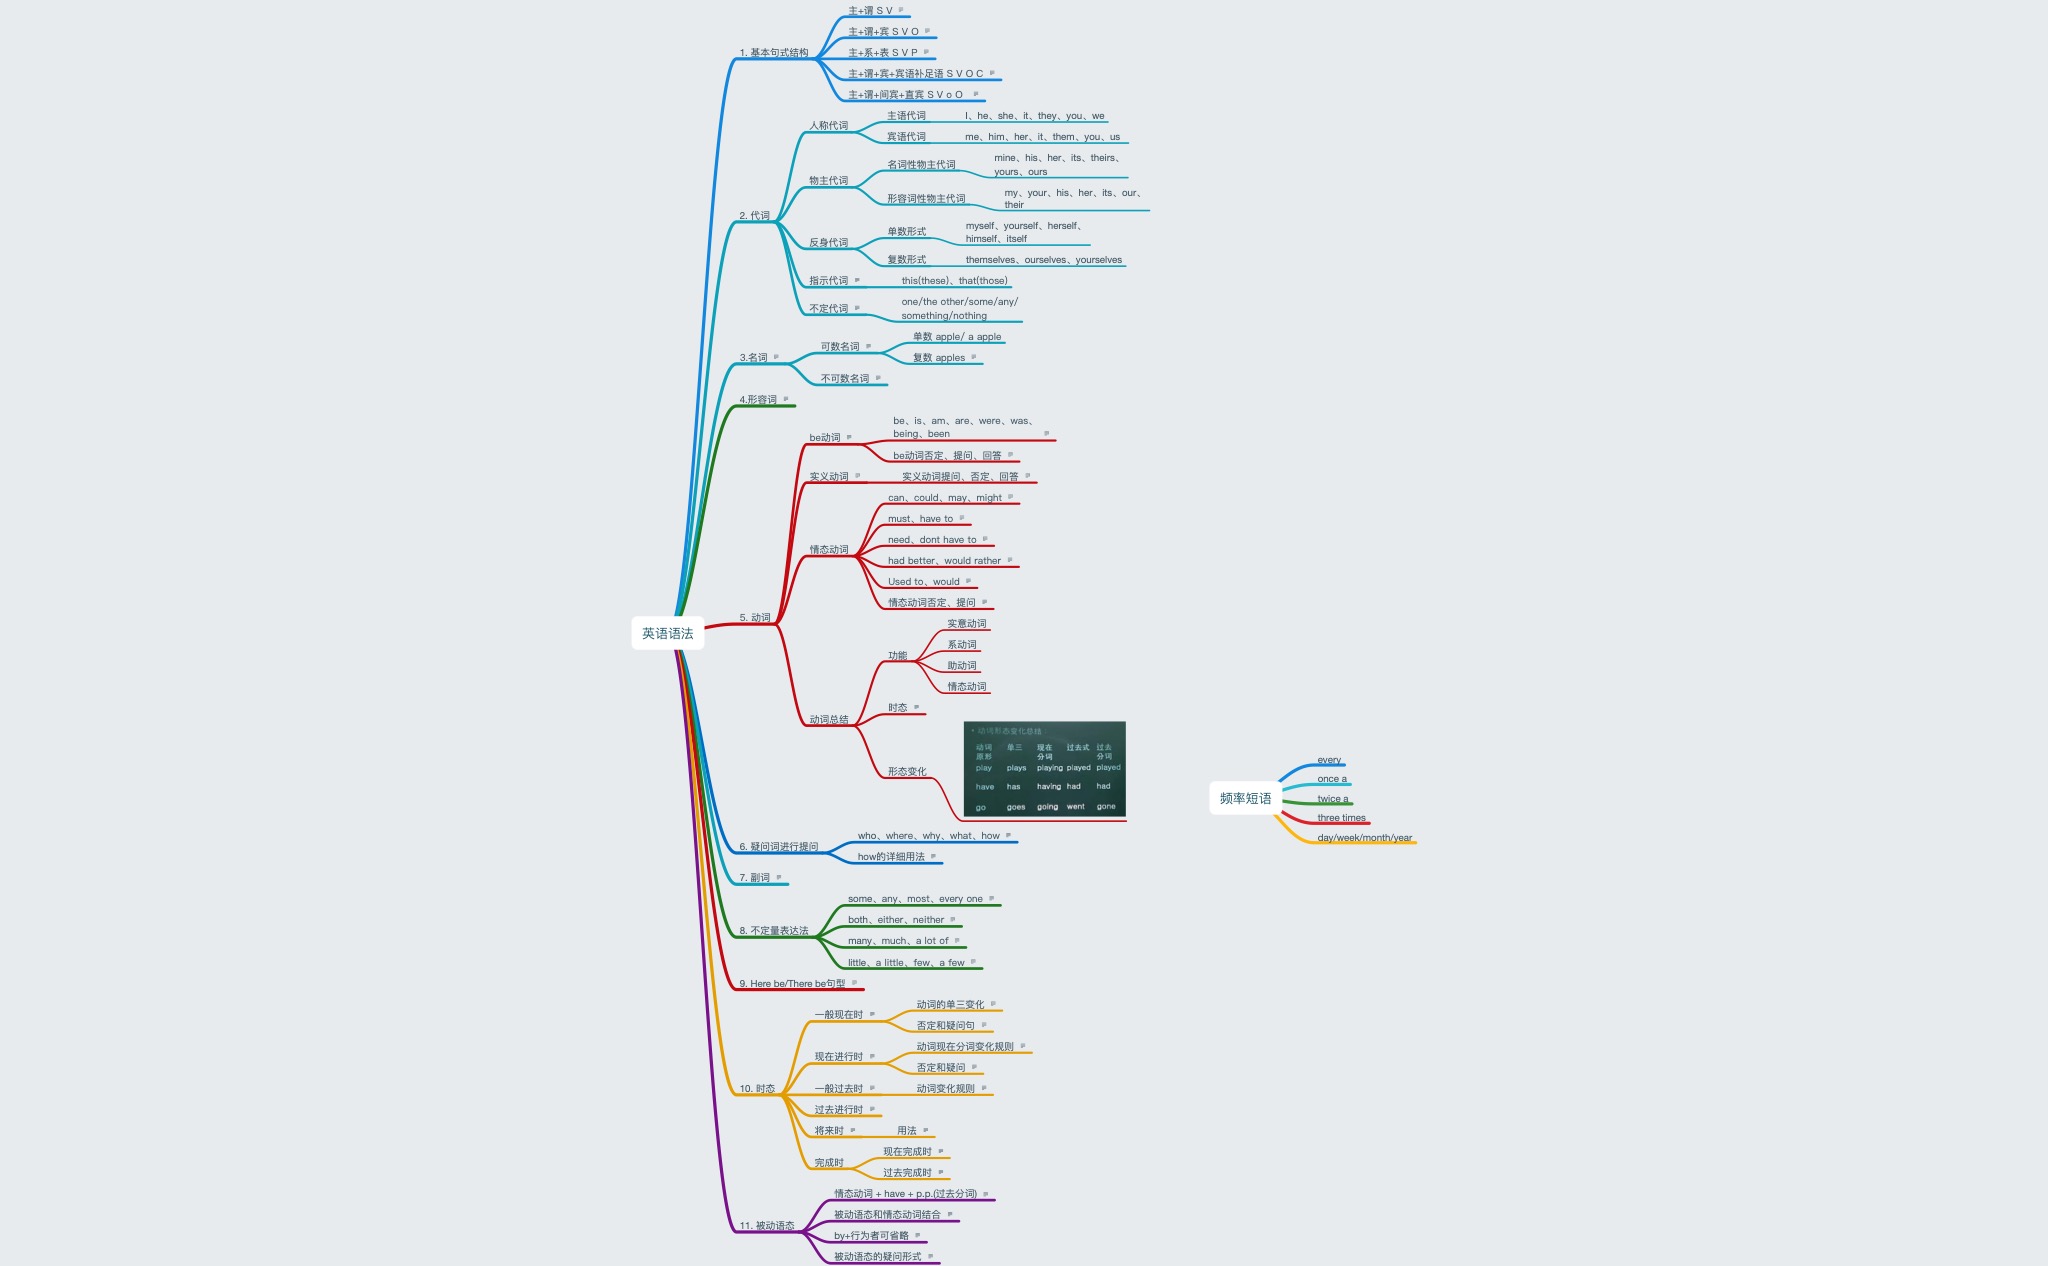 1. 基本句式结构
主+谓 S V
主+谓+宾 S V O
主+系+表 S V P
主+谓+宾+宾语补足语 S V O C
主+谓+间宾+直宾 S V o O
2. 代词
人称代词
主语代词
I、he、she、it、they、you、we
宾语代词
me、him、her、it、them、you、us
物主代词
名词性物主代词
mine、his、her、its、theirs、
yours、ours
形容词性物主代词
my、your、his、her、its、our、
their
反身代词
单数形式
myself、yourself、herself、
himself、itself
复数形式
themselves、ourselves、yourselves
指示代词
this(these)、that(those)
不定代词
one/the other/some/any/
something/nothing
3.名词
可数名词
单数 apple/ a apple
复数 apples
不可数名词
4.形容词
英语语法
5. 动词
be动词
be、is、am、are、were、was、
being、been
be动词否定、提问、回答
实义动词
实义动词提问、否定、回答
情态动词
can、could、may、might
must、have to
need、dont have to
had better、would rather
Used to、would
情态动词否定、提问
动词总结
功能
实意动词
系动词
助动词
情态动词
时态
形态变化
• 动词形态变化总结
动词 单三 现在 过去式 过去
原形 分词 分词
play plays playing played played
have has having had had
go goes going went gone
6. 疑问词进行提问
who、where、why、what、how
how的详细用法
7. 副词
8. 不定量表达法
some、any、most、every one
both、either、neither
many、much、a lot of
little、a little、few、a few
9. Here be/There be句型
10. 时态
一般现在时
动词的单三变化
否定和疑问句
现在进行时
动词现在分词变化规则
否定和疑问
一般过去时
动词变化规则
过去进行时
将来时
用法
完成时
现在完成时
过去完成时
11. 被动语态
情态动词 + have + p.p.(过去分词)
被动语态和情态动词结合
by+行为者可省略
被动语态的疑问形式
频率短语
every
once a
twice a
three times
day/week/month/year